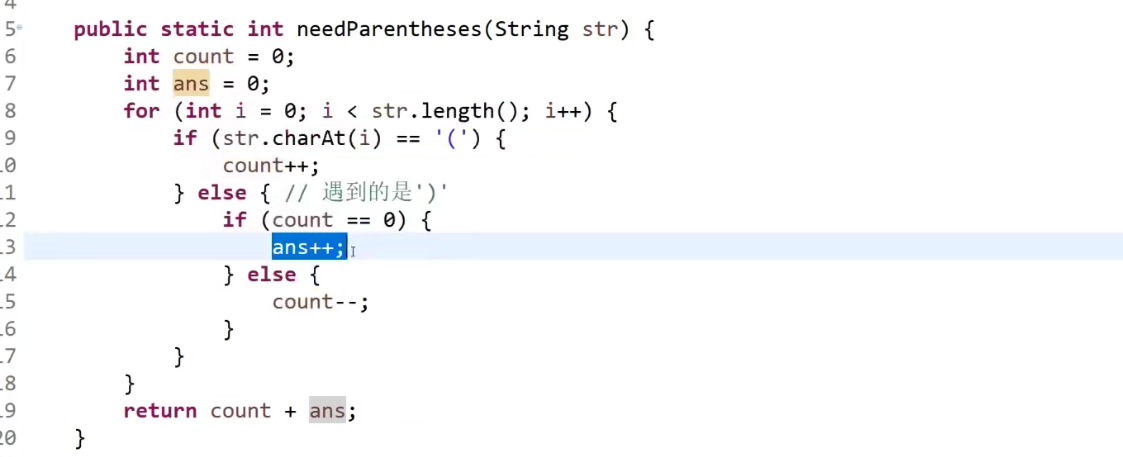 4
5 public static int needParentheses(String str) {
6 int count = 0;
7 int ans = 0;
8 for (int i = 0; i < str.length(); i++) {
9 if (str.charAt(i) == '(') {
10 count++;
11 } else { // 遇到的是')'
12 if (count == 0) {
13 ans++;
14 } else {
15 count--;
16 }
17 }
18 }
19 return count + ans;
20 }